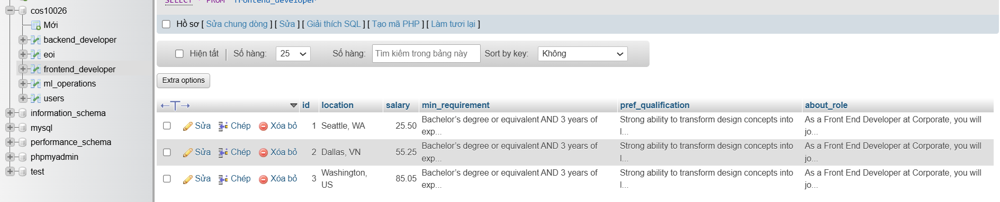 SELECT * FROM `frontend_developer`
cos10026
Mới
backend_developer
eoi
frontend_developer
ml_operations
users
information_schema
mysql
performance_schema
phpmyadmin
test
Hồ sơ [ Sửa chung dòng ] [ Sửa ] [ Giải thích SQL ] [ Tạo mã PHP ] [ Làm tươi lại ]
Hiện tất Số hàng: 25 Số hàng: Tìm kiếm trong bảng này Sort by key: Không
Extra options
id location salary min_requirement pref_qualification about_role
Sửa Chép Xóa bỏ 1 Seattle, WA 25.50 Bachelor’s degree or equivalent AND 3 years of Strong ability to transform design concepts into As a Front End Developer at Corporate, you will
exp... l... jo...
Sửa Chép Xóa bỏ 2 Dallas, VN 55.25 Bachelor’s degree or equivalent AND 3 years of Strong ability to transform design concepts into As a Front End Developer at Corporate, you will
exp... l... jo...
Sửa Chép Xóa bỏ 3 Washington, US 85.05 Bachelor’s degree or equivalent AND 3 years of Strong ability to transform design concepts into As a Front End Developer at Corporate, you will
exp... l... jo...